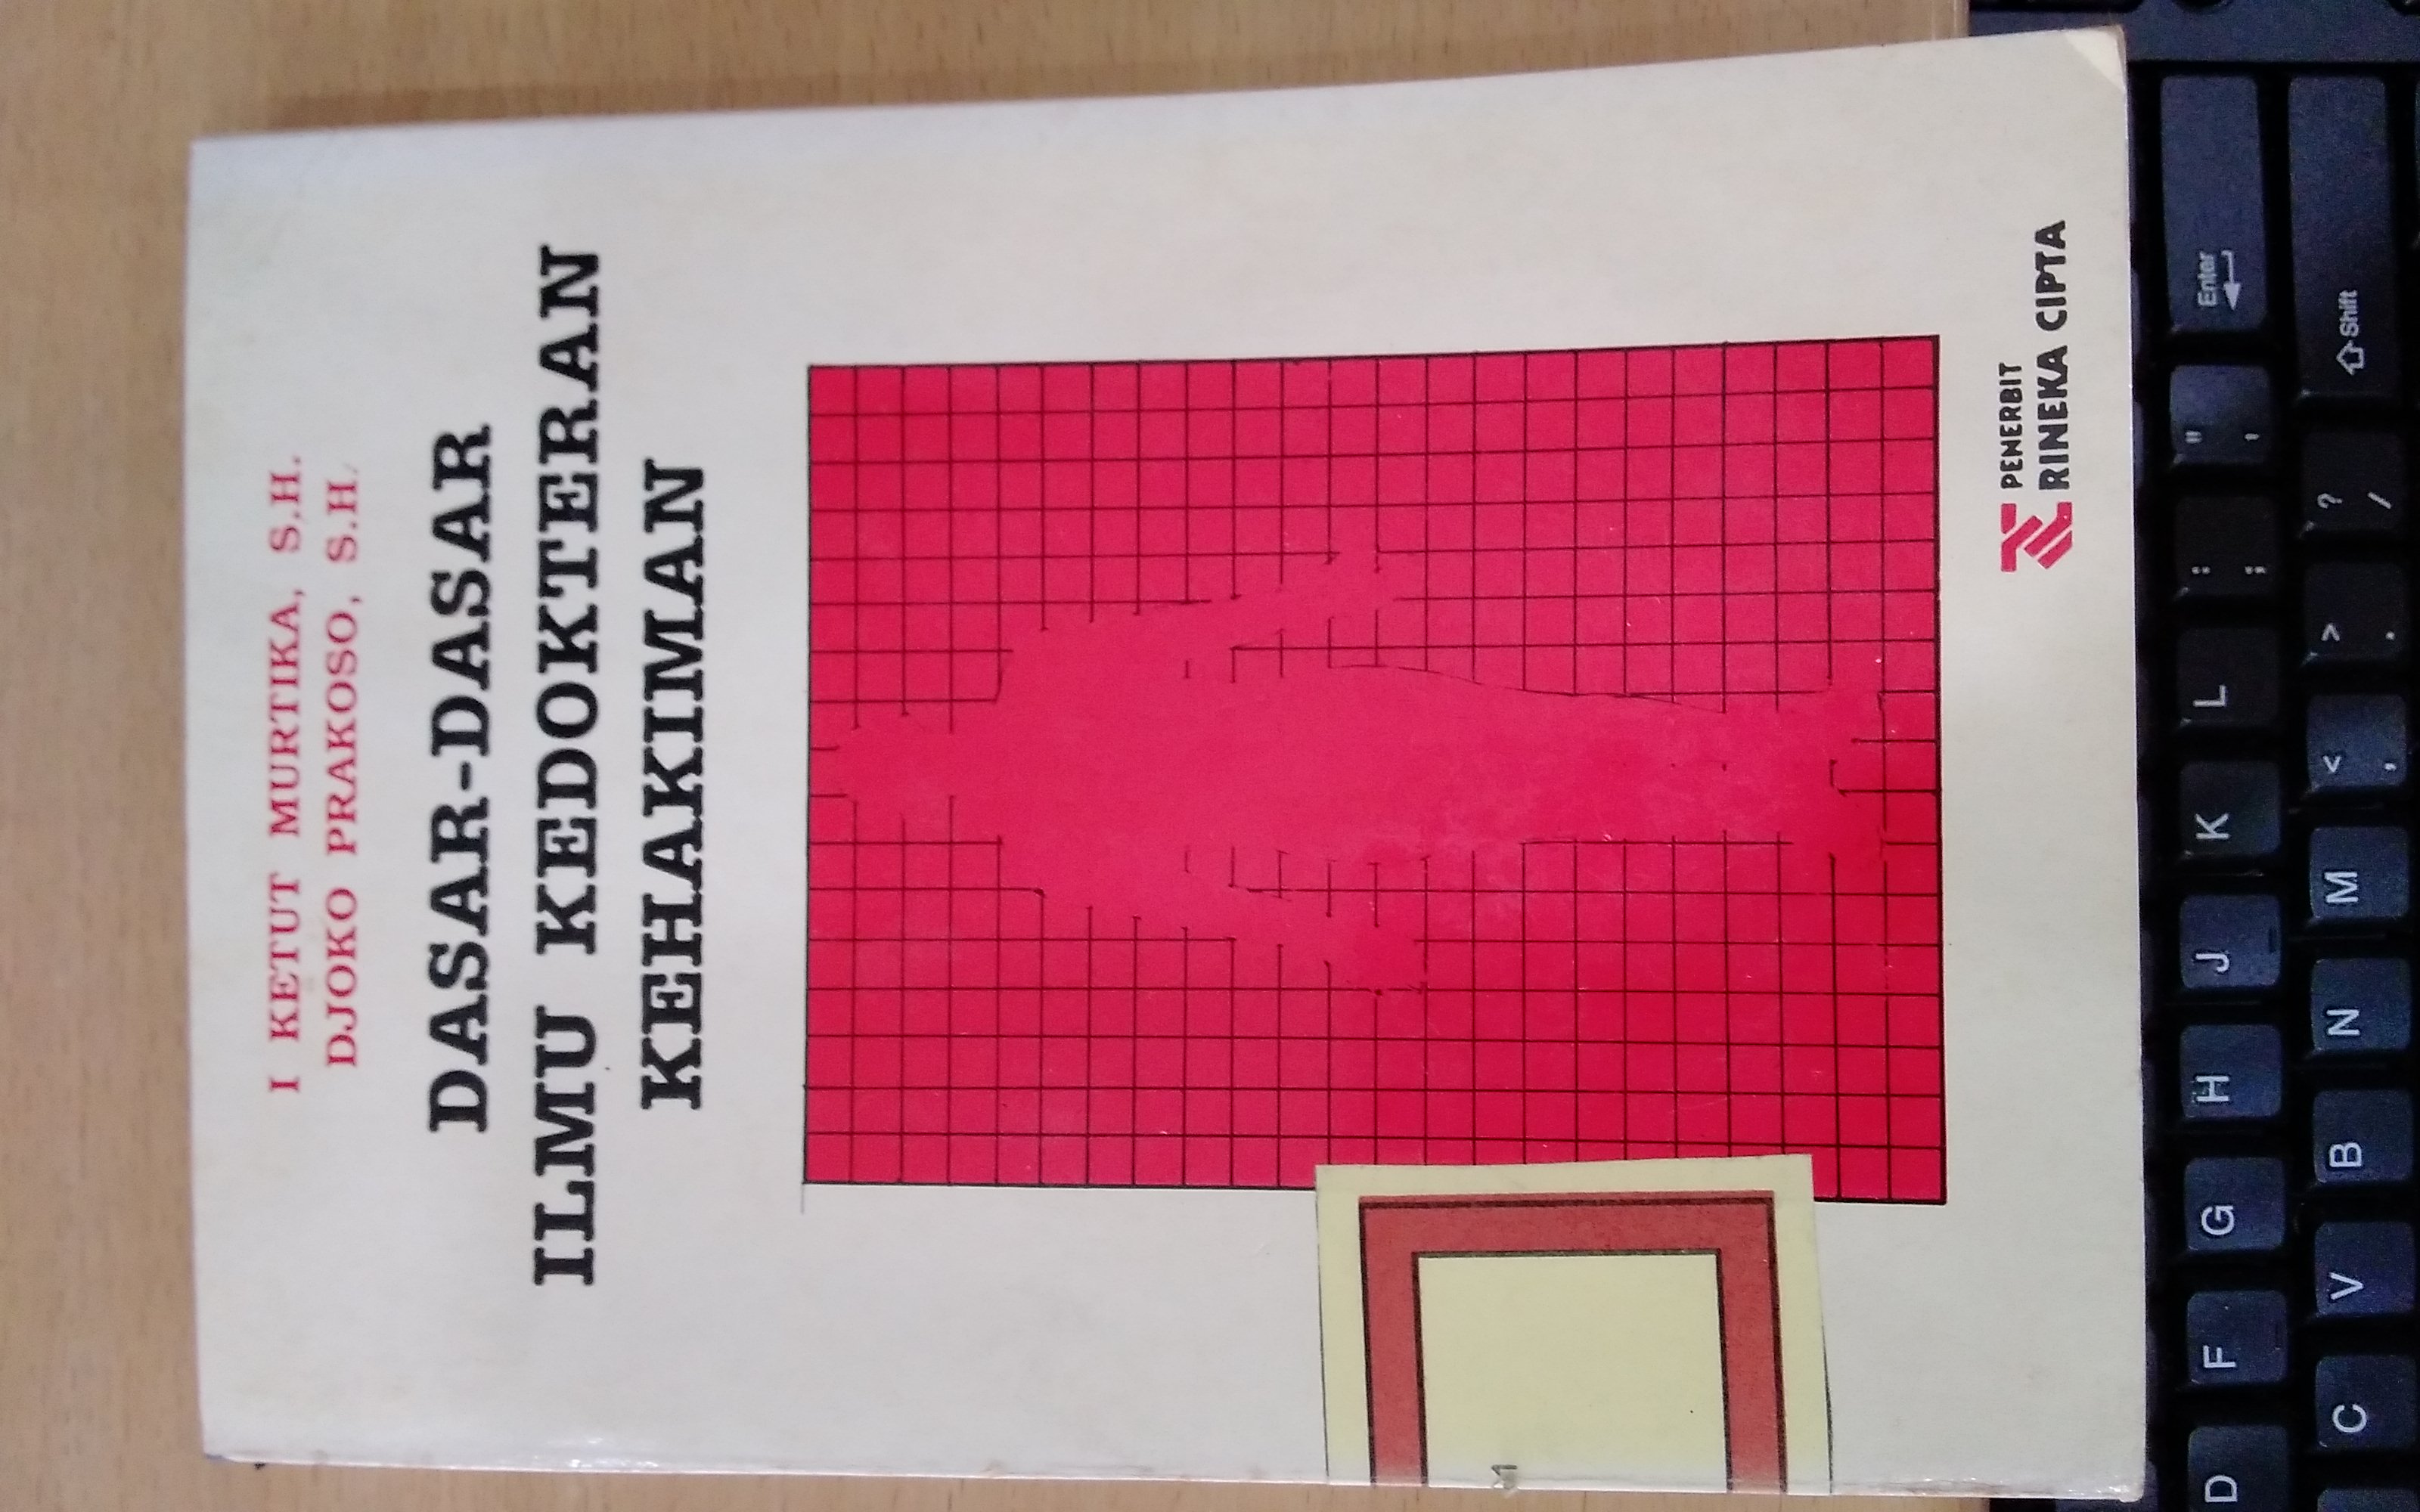 I KETUT MURTIKA, S.H.
DJOKO PRAKOSO, S.H.
DASAR-DASAR
ILMU KEDOKTERAN
KEHAKIMAN
PENERBIT
RINEKA CIPTA
Enter
Shift
" '
: ;
L
K
J
H
G
F
D
? /
> .
< ,
M
N
B
V
C